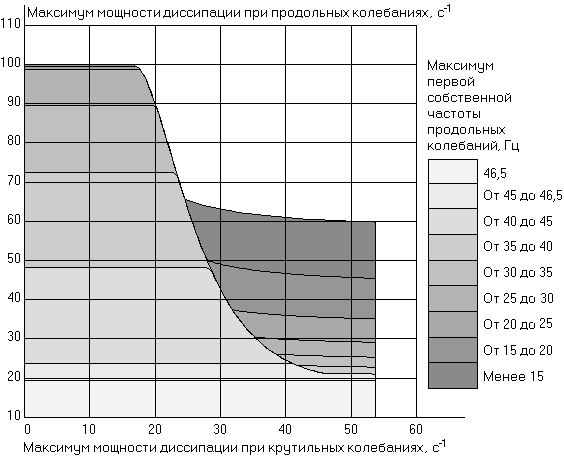 Максимум мощности диссипации при продольных колебаниях, с-1
110
100
90
80
70
60
50
40
30
20
10
0 10 20 30 40 50 60
Максимум мощности диссипации при крутильных колебаниях, с-1
Максимум
первой
собственной
частоты
продольных
колебаний, Гц
46,5
От 45 до 46,5
От 40 до 45
От 35 до 40
От 30 до 35
От 25 до 30
От 20 до 25
От 15 до 20
Менее 15